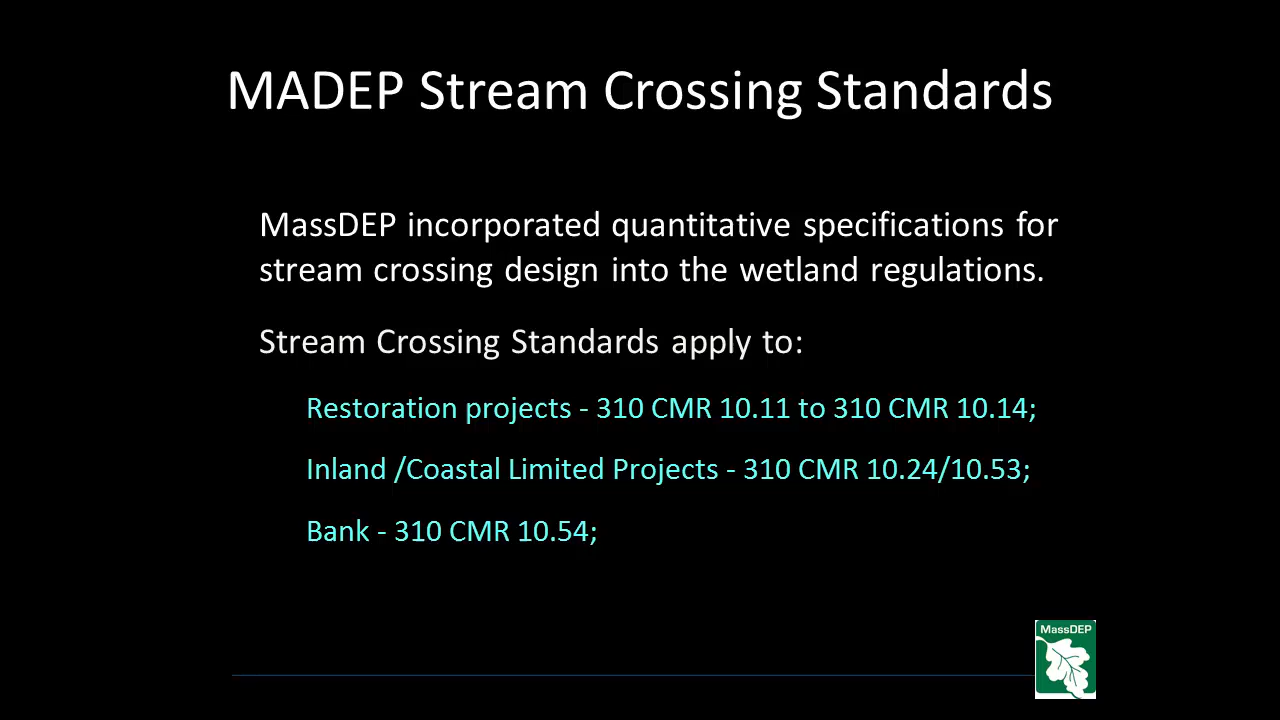 MADEP Stream Crossing Standards
MassDEP incorporated quantitative specifications for
stream crossing design into the wetland regulations.
Stream Crossing Standards apply to:
Restoration projects - 310 CMR 10.11 to 310 CMR 10.14;
Inland /Coastal Limited Projects - 310 CMR 10.24/10.53;
Bank - 310 CMR 10.54;
MassDEP